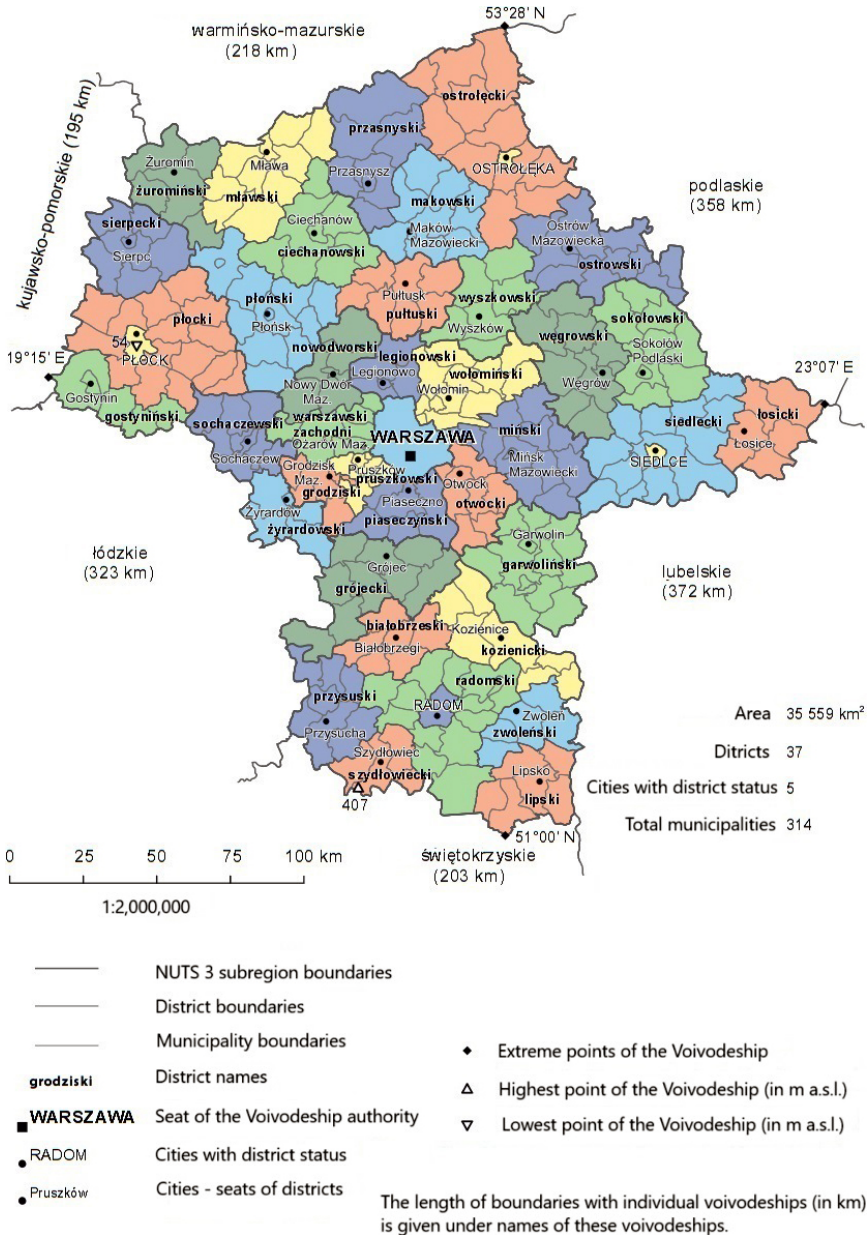 53°28' N
warmińsko-mazurskie
(218 km)
kujawsko-pomorskie (195 km)
podlaskie
(358 km)
ostrołęcki
OSTROŁĘKA
przasnyski
Przasnysz
Żuromin
żuromiński
Mława
mławski
makowski
Maków
Mazowiecki
Ciechanów
ciechanowski
sierpecki
Sierpc
Ostrów
Mazowiecka
ostrowski
Pułtusk
pułtuski
wyszkowski
Wyszków
płoński
Płońsk
płocki
54
PŁOCK
sokołowski
Sokołów
Podlaski
węgrowski
Węgrów
nowodworski
Nowy Dwór
Maz.
legionowski
Legionowo
wołomiński
Wołomin
19°15' E
Gostynin
gostyniński
23°07' E
łosicki
Łosice
siedlecki
SIEDLCE
sochaczewski
Sochaczew
warszawski
zachodni
Ożarów Maz.
WARSZAWA
miński
Mińsk
Mazowiecki
Grodzisk
Maz.
grodziski
Pruszków
pruszkowski
Piaseczno
piaseczyński
Otwock
otwocki
Żyrardów
żyrardowski
Garwolin
garwoliński
łódzkie
(323 km)
lubelskie
(372 km)
Grójec
grójecki
białobrzeski
Białobrzegi
Kozienice
kozienicki
radomski
RADOM
przysuski
Przysucha
Zwoleń
zwoleński
Szydłowiec
szydłowiecki
407
Lipsko
lipski
51°00' N
świętokrzyskie
(203 km)
Area 35 559 km²
Ditricts 37
Cities with district status 5
Total municipalities 314
0 25 50 75 100 km
1:2,000,000
NUTS 3 subregion boundaries
District boundaries
Municipality boundaries
grodziski District names
WARSZAWA Seat of the Voivodeship authority
RADOM Cities with district status
Pruszków Cities - seats of districts
Extreme points of the Voivodeship
Highest point of the Voivodeship (in m a.s.l.)
Lowest point of the Voivodeship (in m a.s.l.)
The length of boundaries with individual voivodeships (in km)
is given under names of these voivodeships.